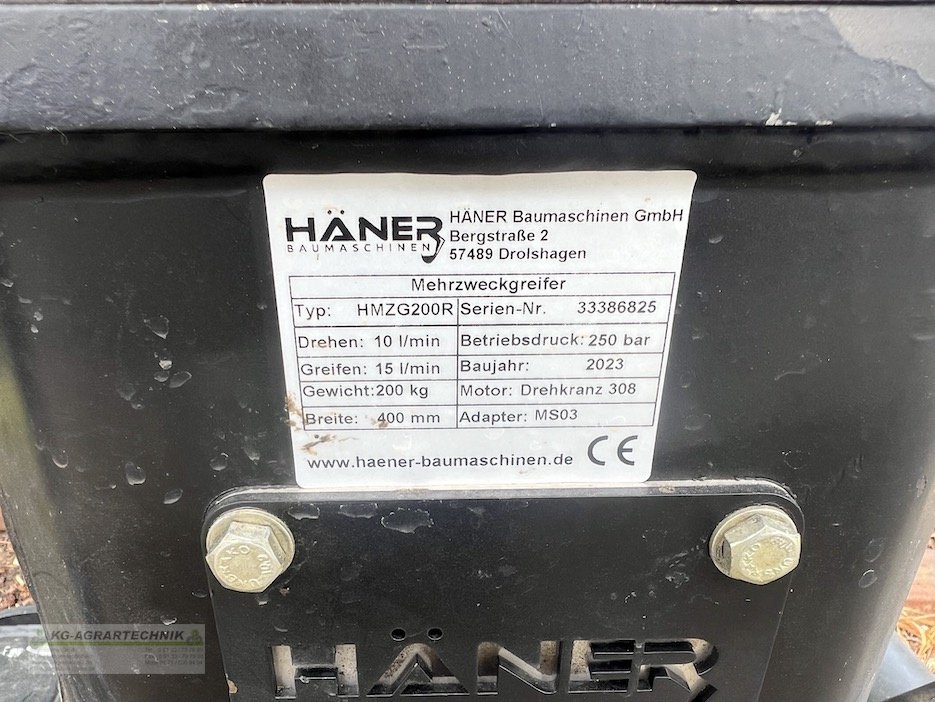 HÄNER
BAUMASCHINEN
HÄNER Baumaschinen GmbH
Bergstraße 2
57489 Drolshagen
Mehrzweckgreifer
Typ: HMZG200R Serien-Nr. 33386825
Drehen: 10 l/min Betriebsdruck: 250 bar
Greifen: 15 l/min Baujahr: 2023
Gewicht: 200 kg Motor: Drehkranz 308
Breite: 400 mm Adapter: MS03
www.haener-baumaschinen.de CE
KG-AGRARTECHNIK
HÄNER